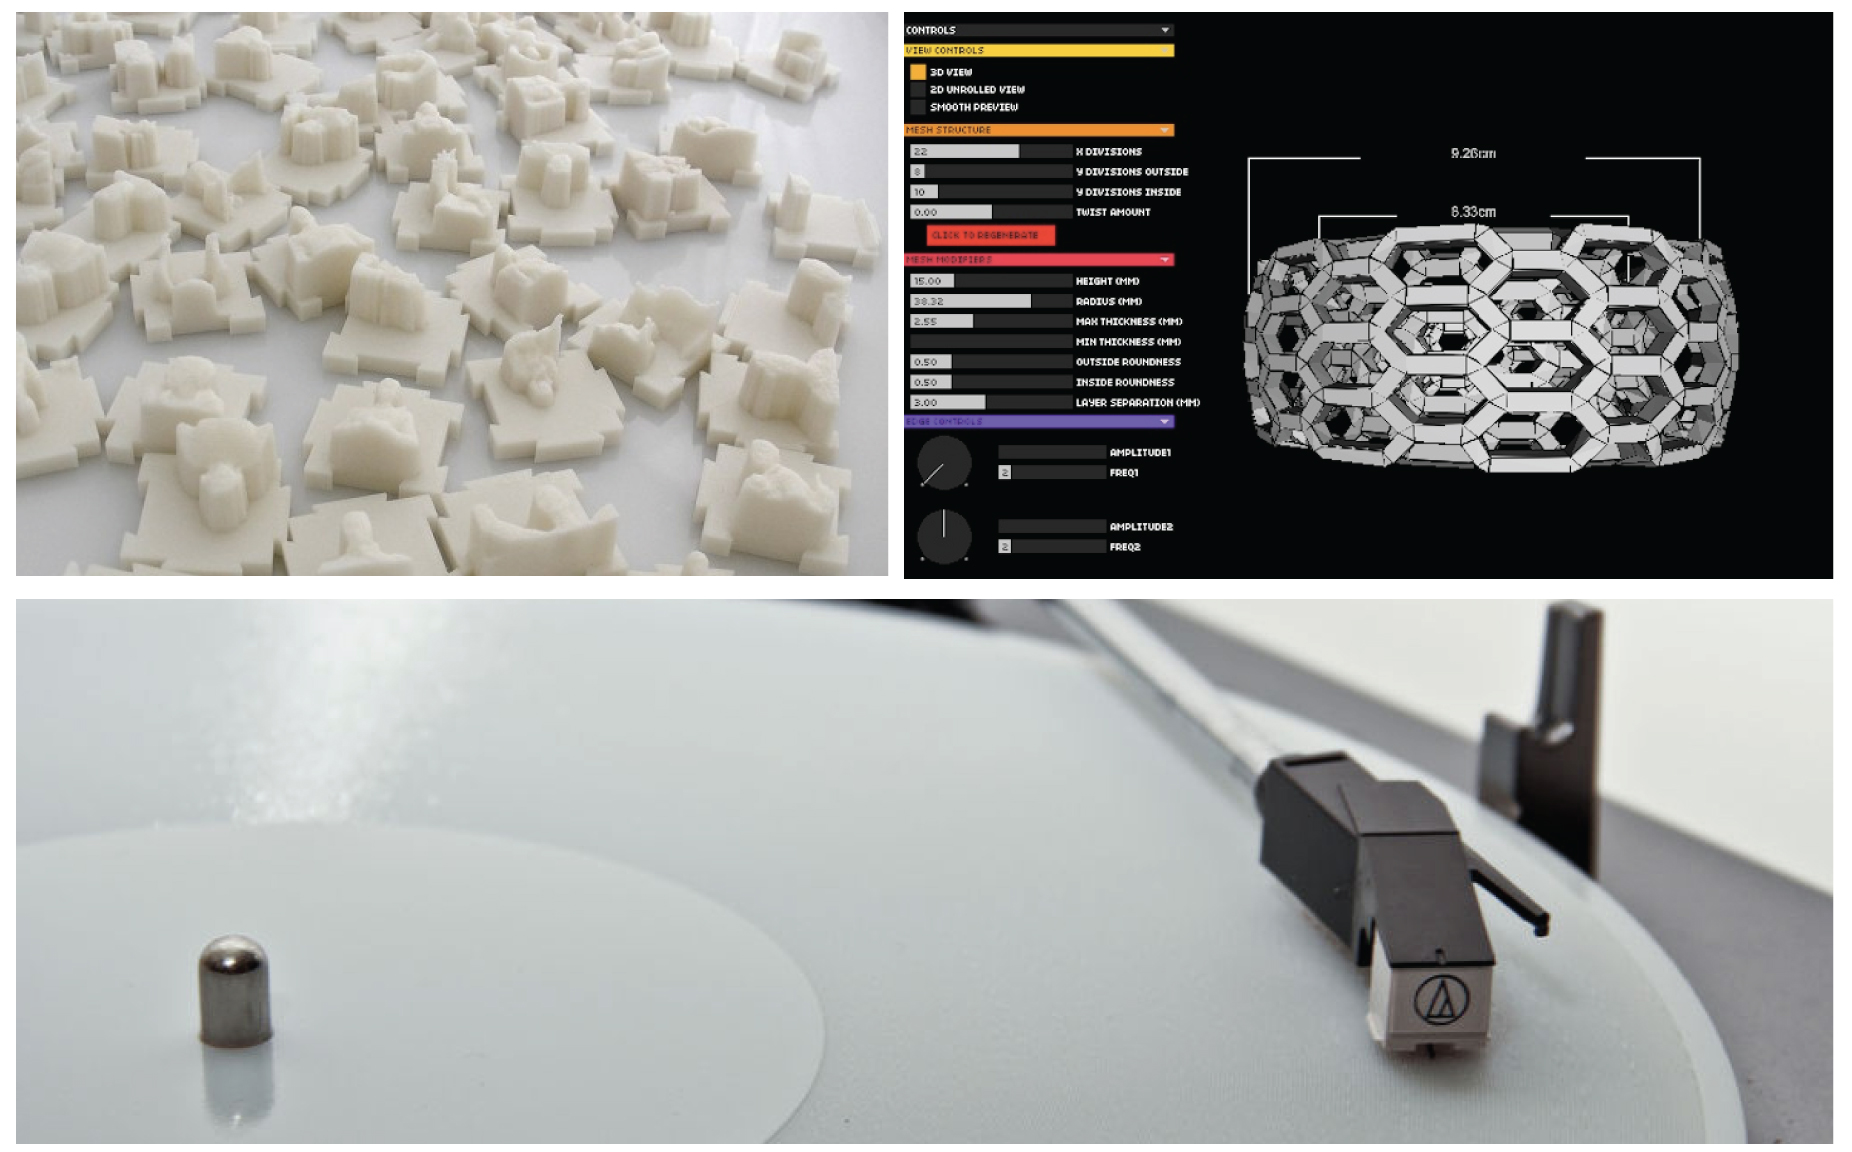 CONTROLS
VIEW CONTROLS
3D VIEW
2D UNROLLED VIEW
SMOOTH PREVIEW
MESH STRUCTURE
22 X DIVISIONS
8 Y DIVISIONS OUTSIDE
10 Y DIVISIONS INSIDE
0.00 TWIST AMOUNT
CLICK TO REGENERATE
MESH MODIFIERS
15.00 HEIGHT (MM)
38.32 RADIUS (MM)
2.55 MAX THICKNESS (MM)
MIN THICKNESS (MM)
0.50 OUTSIDE ROUNDNESS
0.50 INSIDE ROUNDNESS
3.00 LAYER SEPARATION (MM)
EDGE CONTROLS
AMPLITUDE1
2 FREQ1
AMPLITUDE2
2 FREQ2
9.26cm
8.33cm